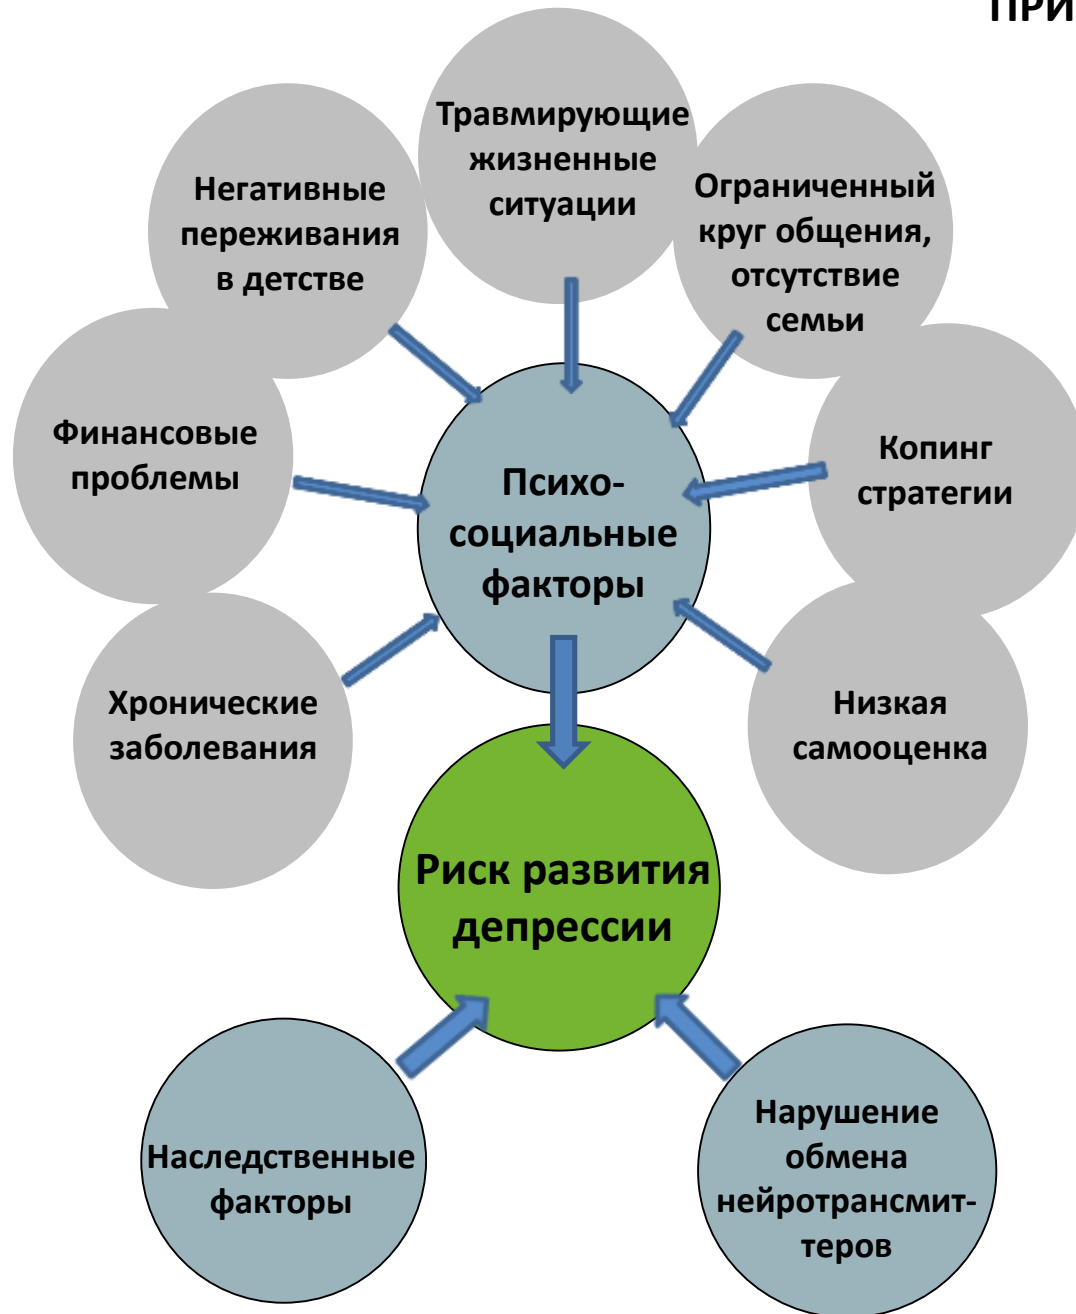 ПРИ
Травмирующие
жизненные
ситуации
Негативные
переживания
в детстве
Ограниченный
круг общения,
отсутствие
семьи
Финансовые
проблемы
Копинг
стратегии
Психо-
социальные
факторы
Хронические
заболевания
Низкая
самооценка
Риск развития
депрессии
Наследственные
факторы
Нарушение
обмена
нейротрансмит-
теров